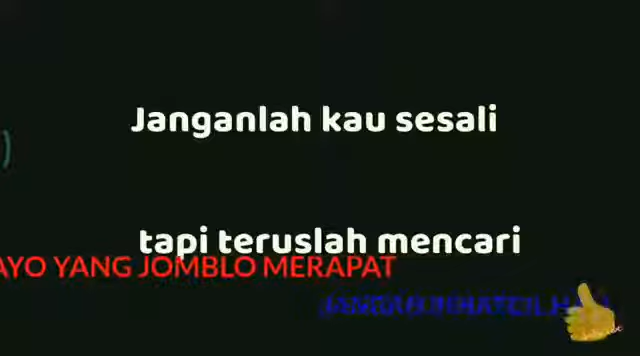 Janganlah kau sesali
)
tapi teruslah mencari
AYO YANG JOMBLO MERAPAT